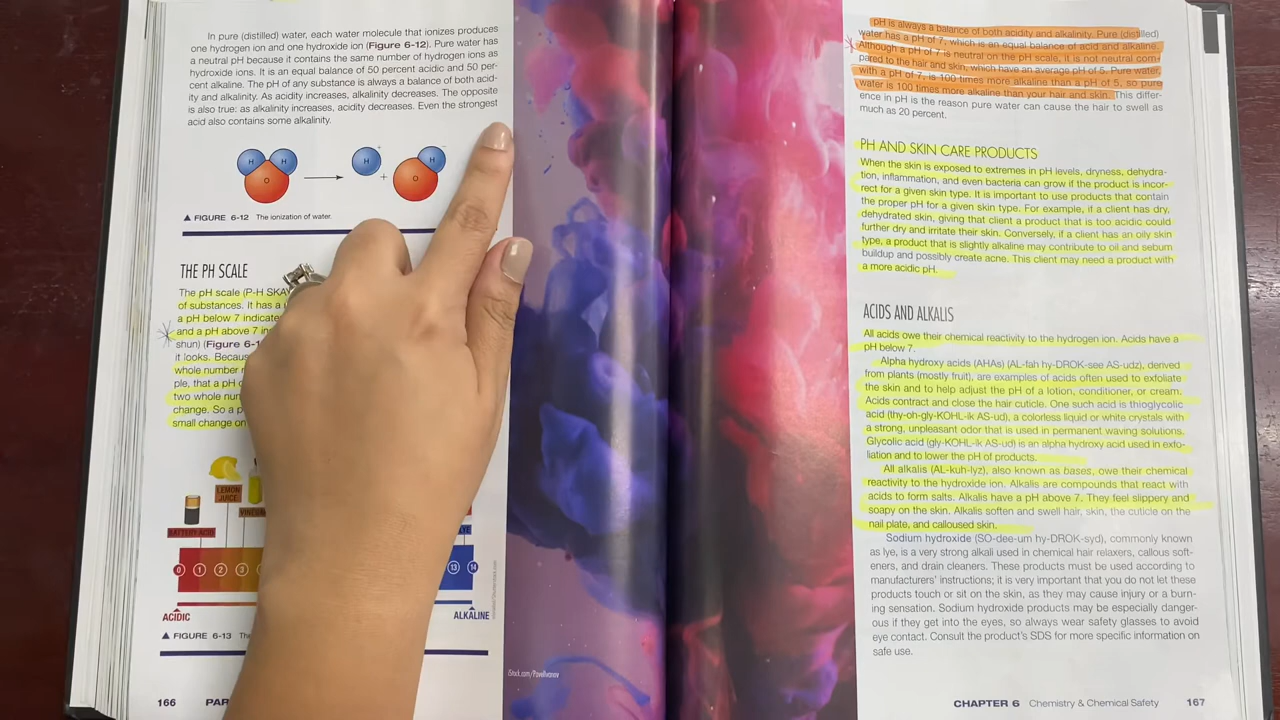 In pure (distilled) water, each water molecule that ionizes produces
one hydrogen ion and one hydroxide ion (Figure 6-12). Pure water has
a neutral pH because it contains the same number of hydrogen ions as
hydroxide ions. It is an equal balance of 50 percent acidic and 50 per-
cent alkaline. The pH of any substance is always a balance of both acid-
ity and alkalinity. As acidity increases, alkalinity decreases. The opposite
is also true: as alkalinity increases, acidity decreases. Even the strongest
acid also contains some alkalinity.
H H O
H + + O H -
▲ FIGURE 6-12 The ionization of water.
THE PH SCALE
The pH scale (P-H SKA
of substances. It has a
a pH below 7 indicate
and a pH above 7 in
shun) (Figure 6-1
it looks. Becaus
whole number
ple, that a pH
two whole num
change. So a p
small change on
LEMON
JUICE
VINEGAR
BATTERY ACID
LYE
0 1 2 3 13 14
ACIDIC
ALKALINE
▲ FIGURE 6-13 The
166 PAR
iStock.com/PavelIvanov
pH is always a balance of both acidity and alkalinity. Pure (distilled)
water has a pH of 7, which is an equal balance of acid and alkaline.
Although a pH of 7 is neutral on the pH scale, it is not neutral com-
pared to the hair and skin, which have an average pH of 5. Pure water,
with a pH of 7, is 100 times more alkaline than a pH of 5, so pure
water is 100 times more alkaline than your hair and skin. This differ-
ence in pH is the reason pure water can cause the hair to swell as
much as 20 percent.
PH AND SKIN CARE PRODUCTS
When the skin is exposed to extremes in pH levels, dryness, dehydra-
tion, inflammation, and even bacteria can grow if the product is incor-
rect for a given skin type. It is important to use products that contain
the proper pH for a given skin type. For example, if a client has dry,
dehydrated skin, giving that client a product that is too acidic could
further dry and irritate their skin. Conversely, if a client has an oily skin
type, a product that is slightly alkaline may contribute to oil and sebum
buildup and possibly create acne. This client may need a product with
a more acidic pH.
ACIDS AND ALKALIS
All acids owe their chemical reactivity to the hydrogen ion. Acids have a
pH below 7.
Alpha hydroxy acids (AHAs) (AL-fah hy-DROK-see AS-udz), derived
from plants (mostly fruit), are examples of acids often used to exfoliate
the skin and to help adjust the pH of a lotion, conditioner, or cream.
Acids contract and close the hair cuticle. One such acid is thioglycolic
acid (thy-oh-gly-KOHL-ik AS-ud), a colorless liquid or white crystals with
a strong, unpleasant odor that is used in permanent waving solutions.
Glycolic acid (gly-KOHL-ik AS-ud) is an alpha hydroxy acid used in exfo-
liation and to lower the pH of products.
All alkalis (AL-kuh-lyz), also known as bases, owe their chemical
reactivity to the hydroxide ion. Alkalis are compounds that react with
acids to form salts. Alkalis have a pH above 7. They feel slippery and
soapy on the skin. Alkalis soften and swell hair, skin, the cuticle on the
nail plate, and calloused skin.
Sodium hydroxide (SO-dee-um hy-DROK-syd), commonly known
as lye, is a very strong alkali used in chemical hair relaxers, callous soft-
eners, and drain cleaners. These products must be used according to
manufacturers' instructions; it is very important that you do not let these
products touch or sit on the skin, as they may cause injury or a burn-
ing sensation. Sodium hydroxide products may be especially danger-
ous if they get into the eyes, so always wear safety glasses to avoid
eye contact. Consult the product's SDS for more specific information on
safe use.
CHAPTER 6 Chemistry & Chemical Safety 167